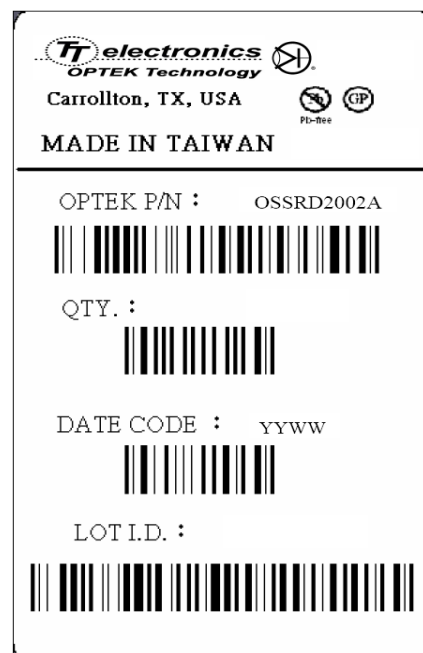 TT electronics
OPTEK Technology
Carrollton, TX, USA
Pb GP
Pb-free
MADE IN TAIWAN
OPTEK P/N : OSSRD2002A
QTY. :
DATE CODE : YYWW
LOT I.D. :